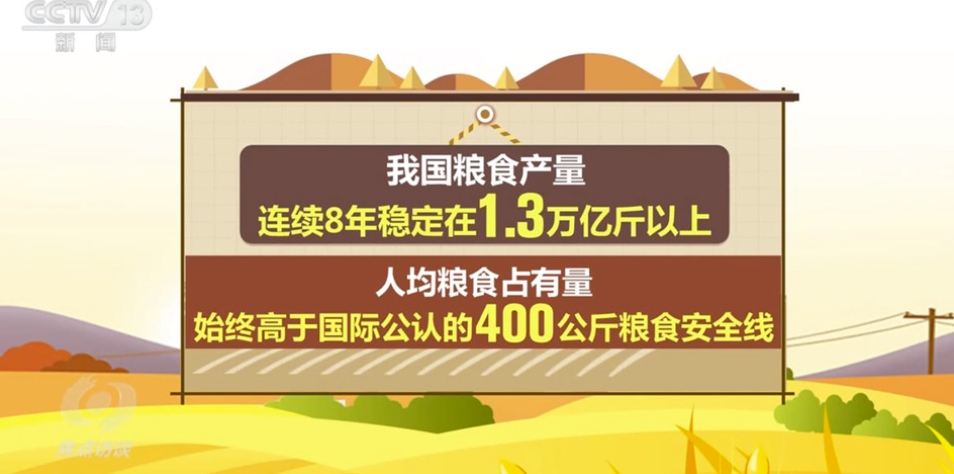 CCTV 13
新闻
我国粮食产量
连续8年稳定在1.3万亿斤以上
人均粮食占有量
始终高于国际公认的400公斤粮食安全线
焦点访谈